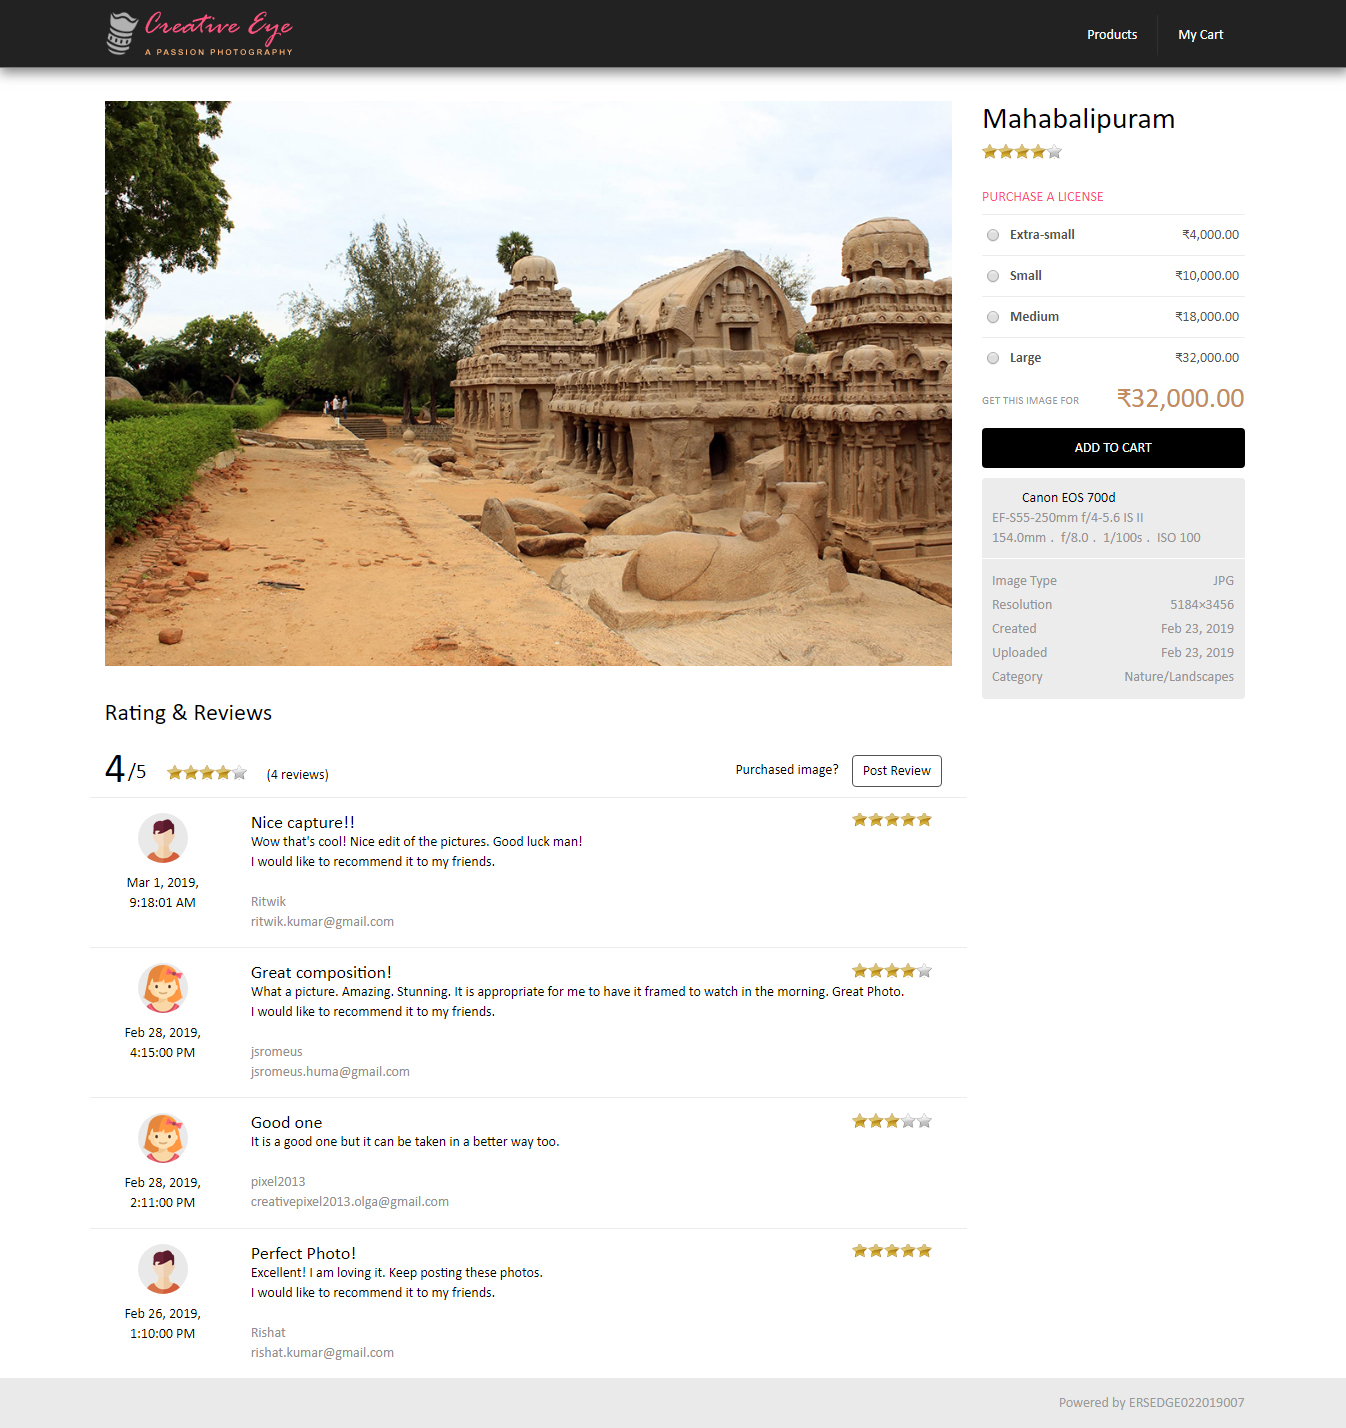 Creative Eye
A PASSION PHOTOGRAPHY
Products
My Cart
Mahabalipuram
PURCHASE A LICENSE
Extra-small ₹4,000.00
Small ₹10,000.00
Medium ₹18,000.00
Large ₹32,000.00
GET THIS IMAGE FOR ₹32,000.00
ADD TO CART
Canon EOS 700d
EF-S55-250mm f/4-5.6 IS II
154.0mm . f/8.0 . 1/100s . ISO 100
Image Type JPG
Resolution 5184×3456
Created Feb 23, 2019
Uploaded Feb 23, 2019
Category Nature/Landscapes
Rating & Reviews
4/5 (4 reviews) Purchased image? Post Review
Nice capture!!
Wow that's cool! Nice edit of the pictures. Good luck man!
I would like to recommend it to my friends.
Mar 1, 2019,
9:18:01 AM
Ritwik
ritwik.kumar@gmail.com
Great composition!
What a picture. Amazing. Stunning. It is appropriate for me to have it framed to watch in the morning. Great Photo.
I would like to recommend it to my friends.
Feb 28, 2019,
4:15:00 PM
jsromeus
jsromeus.huma@gmail.com
Good one
It is a good one but it can be taken in a better way too.
Feb 28, 2019,
2:11:00 PM
pixel2013
creativepixel2013.olga@gmail.com
Perfect Photo!
Excellent! I am loving it. Keep posting these photos.
I would like to recommend it to my friends.
Feb 26, 2019,
1:10:00 PM
Rishat
rishat.kumar@gmail.com
Powered by ERSEDGE022019007